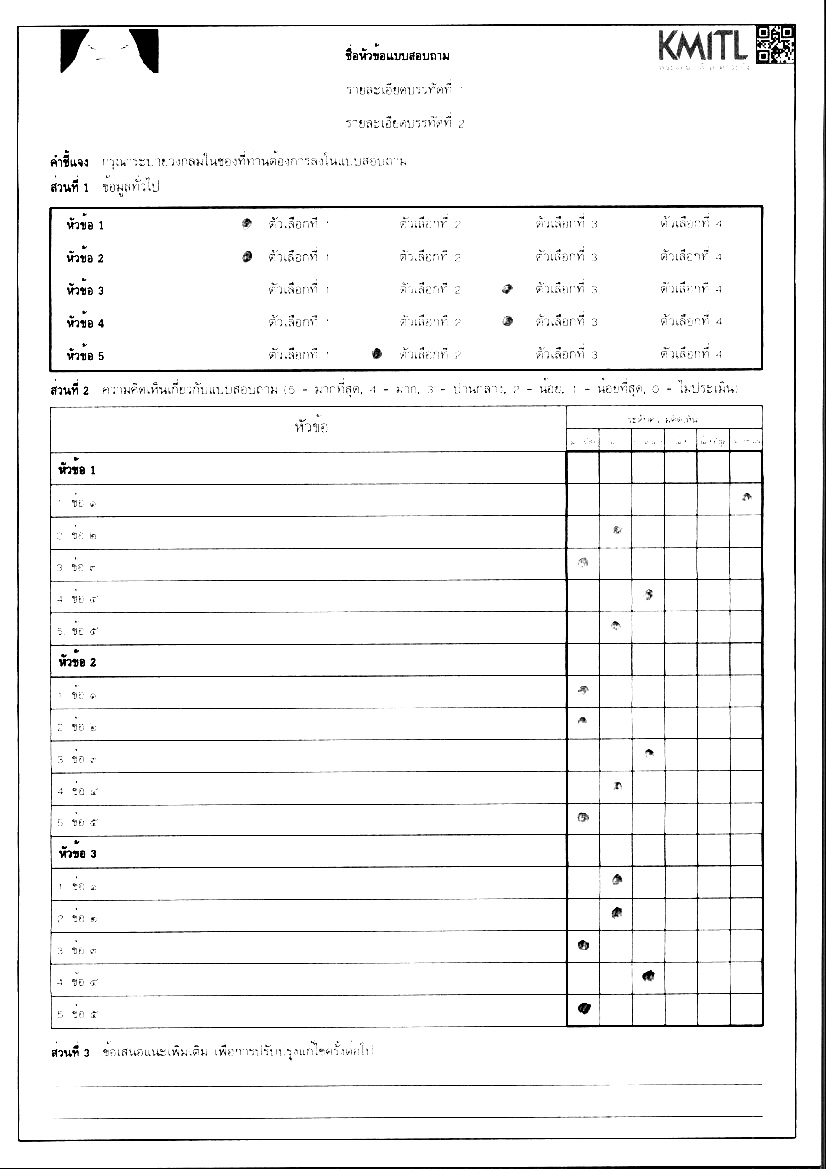 KMITL
ชื่อหัวข้อแบบสอบถาม
รายละเอียดบรรทัดที่ 1
รายละเอียดบรรทัดที่ 2
คำชี้แจง กรุณาระบายวงกลมในช่องที่ท่านต้องการลงในแบบสอบถาม
ส่วนที่ 1 ข้อมูลทั่วไป
หัวข้อ 1 ตัวเลือกที่ 1 ตัวเลือกที่ 2 ตัวเลือกที่ 3 ตัวเลือกที่ 4
หัวข้อ 2 ตัวเลือกที่ 1 ตัวเลือกที่ 2 ตัวเลือกที่ 3 ตัวเลือกที่ 4
หัวข้อ 3 ตัวเลือกที่ 1 ตัวเลือกที่ 2 ตัวเลือกที่ 3 ตัวเลือกที่ 4
หัวข้อ 4 ตัวเลือกที่ 1 ตัวเลือกที่ 2 ตัวเลือกที่ 3 ตัวเลือกที่ 4
หัวข้อ 5 ตัวเลือกที่ 1 ตัวเลือกที่ 2 ตัวเลือกที่ 3 ตัวเลือกที่ 4
ส่วนที่ 2 ความคิดเห็นเกี่ยวกับแบบสอบถาม (5 - มากที่สุด, 4 - มาก, 3 - ปานกลาง, 2 - น้อย, 1 - น้อยที่สุด, 0 - ไม่ประเมิน)
หัวข้อ ระดับความคิดเห็น
หัวข้อ 1
1. ข้อ ๑
2. ข้อ ๒
3. ข้อ ๓
4. ข้อ ๔
5. ข้อ ๕
หัวข้อ 2
1. ข้อ ๑
2. ข้อ ๒
3. ข้อ ๓
4. ข้อ ๔
5. ข้อ ๕
หัวข้อ 3
1. ข้อ ๑
2. ข้อ ๒
3. ข้อ ๓
4. ข้อ ๔
5. ข้อ ๕
ส่วนที่ 3 ข้อเสนอแนะเพิ่มเติม เพื่อการปรับปรุงแก้ไขครั้งต่อไป